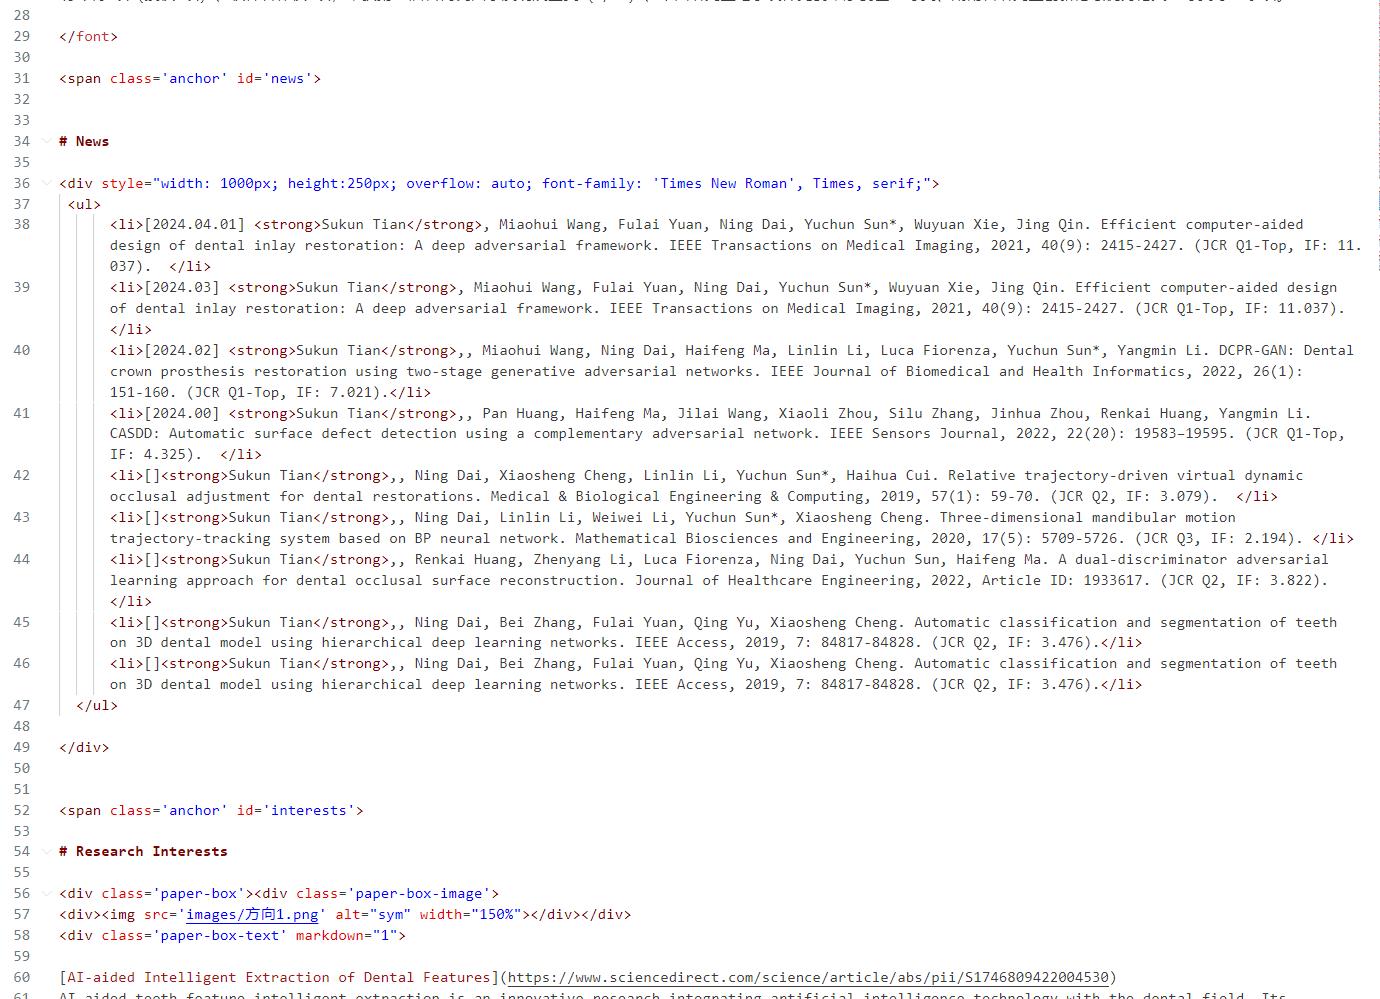 28
29 </font>
30
31 <span class='anchor' id='news'>
32
33
34 # News
35
36 <div style="width: 1000px; height:250px; overflow: auto; font-family: 'Times New Roman', Times, serif;">
37 <ul>
38 <li>[2024.04.01] <strong>Sukun Tian</strong>, Miaohui Wang, Fulai Yuan, Ning Dai, Yuchun Sun*, Wuyuan Xie, Jing Qin. Efficient computer-aided
design of dental inlay restoration: A deep adversarial framework. IEEE Transactions on Medical Imaging, 2021, 40(9): 2415-2427. (JCR Q1-Top, IF: 11.
037). </li>
39 <li>[2024.03] <strong>Sukun Tian</strong>, Miaohui Wang, Fulai Yuan, Ning Dai, Yuchun Sun*, Wuyuan Xie, Jing Qin. Efficient computer-aided design
of dental inlay restoration: A deep adversarial framework. IEEE Transactions on Medical Imaging, 2021, 40(9): 2415-2427. (JCR Q1-Top, IF: 11.037).
</li>
40 <li>[2024.02] <strong>Sukun Tian</strong>,, Miaohui Wang, Ning Dai, Haifeng Ma, Linlin Li, Luca Fiorenza, Yuchun Sun*, Yangmin Li. DCPR-GAN: Dental
crown prosthesis restoration using two-stage generative adversarial networks. IEEE Journal of Biomedical and Health Informatics, 2022, 26(1):
151-160. (JCR Q1-Top, IF: 7.021).</li>
41 <li>[2024.00] <strong>Sukun Tian</strong>,, Pan Huang, Haifeng Ma, Jilai Wang, Xiaoli Zhou, Silu Zhang, Jinhua Zhou, Renkai Huang, Yangmin Li.
CASDD: Automatic surface defect detection using a complementary adversarial network. IEEE Sensors Journal, 2022, 22(20): 19583–19595. (JCR Q1-Top,
IF: 4.325). </li>
42 <li>[]<strong>Sukun Tian</strong>,, Ning Dai, Xiaosheng Cheng, Linlin Li, Yuchun Sun*, Haihua Cui. Relative trajectory-driven virtual dynamic
occlusal adjustment for dental restorations. Medical & Biological Engineering & Computing, 2019, 57(1): 59-70. (JCR Q2, IF: 3.079). </li>
43 <li>[]<strong>Sukun Tian</strong>,, Ning Dai, Linlin Li, Weiwei Li, Yuchun Sun*, Xiaosheng Cheng. Three-dimensional mandibular motion
trajectory-tracking system based on BP neural network. Mathematical Biosciences and Engineering, 2020, 17(5): 5709-5726. (JCR Q3, IF: 2.194). </li>
44 <li>[]<strong>Sukun Tian</strong>,, Renkai Huang, Zhenyang Li, Luca Fiorenza, Ning Dai, Yuchun Sun, Haifeng Ma. A dual-discriminator adversarial
learning approach for dental occlusal surface reconstruction. Journal of Healthcare Engineering, 2022, Article ID: 1933617. (JCR Q2, IF: 3.822).
</li>
45 <li>[]<strong>Sukun Tian</strong>,, Ning Dai, Bei Zhang, Fulai Yuan, Qing Yu, Xiaosheng Cheng. Automatic classification and segmentation of teeth
on 3D dental model using hierarchical deep learning networks. IEEE Access, 2019, 7: 84817-84828. (JCR Q2, IF: 3.476).</li>
46 <li>[]<strong>Sukun Tian</strong>,, Ning Dai, Bei Zhang, Fulai Yuan, Qing Yu, Xiaosheng Cheng. Automatic classification and segmentation of teeth
on 3D dental model using hierarchical deep learning networks. IEEE Access, 2019, 7: 84817-84828. (JCR Q2, IF: 3.476).</li>
47 </ul>
48
49 </div>
50
51
52 <span class='anchor' id='interests'>
53
54 # Research Interests
55
56 <div class='paper-box'><div class='paper-box-image'>
57 <div><img src='images/方向1.png' alt="sym" width="150%"></div></div>
58 <div class='paper-box-text' markdown="1">
59
60 [AI-aided Intelligent Extraction of Dental Features](https://www.sciencedirect.com/science/article/abs/pii/S1746809422004530)
61 AI-aided teeth feature intelligent extraction is an innovative research integrating artificial intelligence technology with the dental field. Its